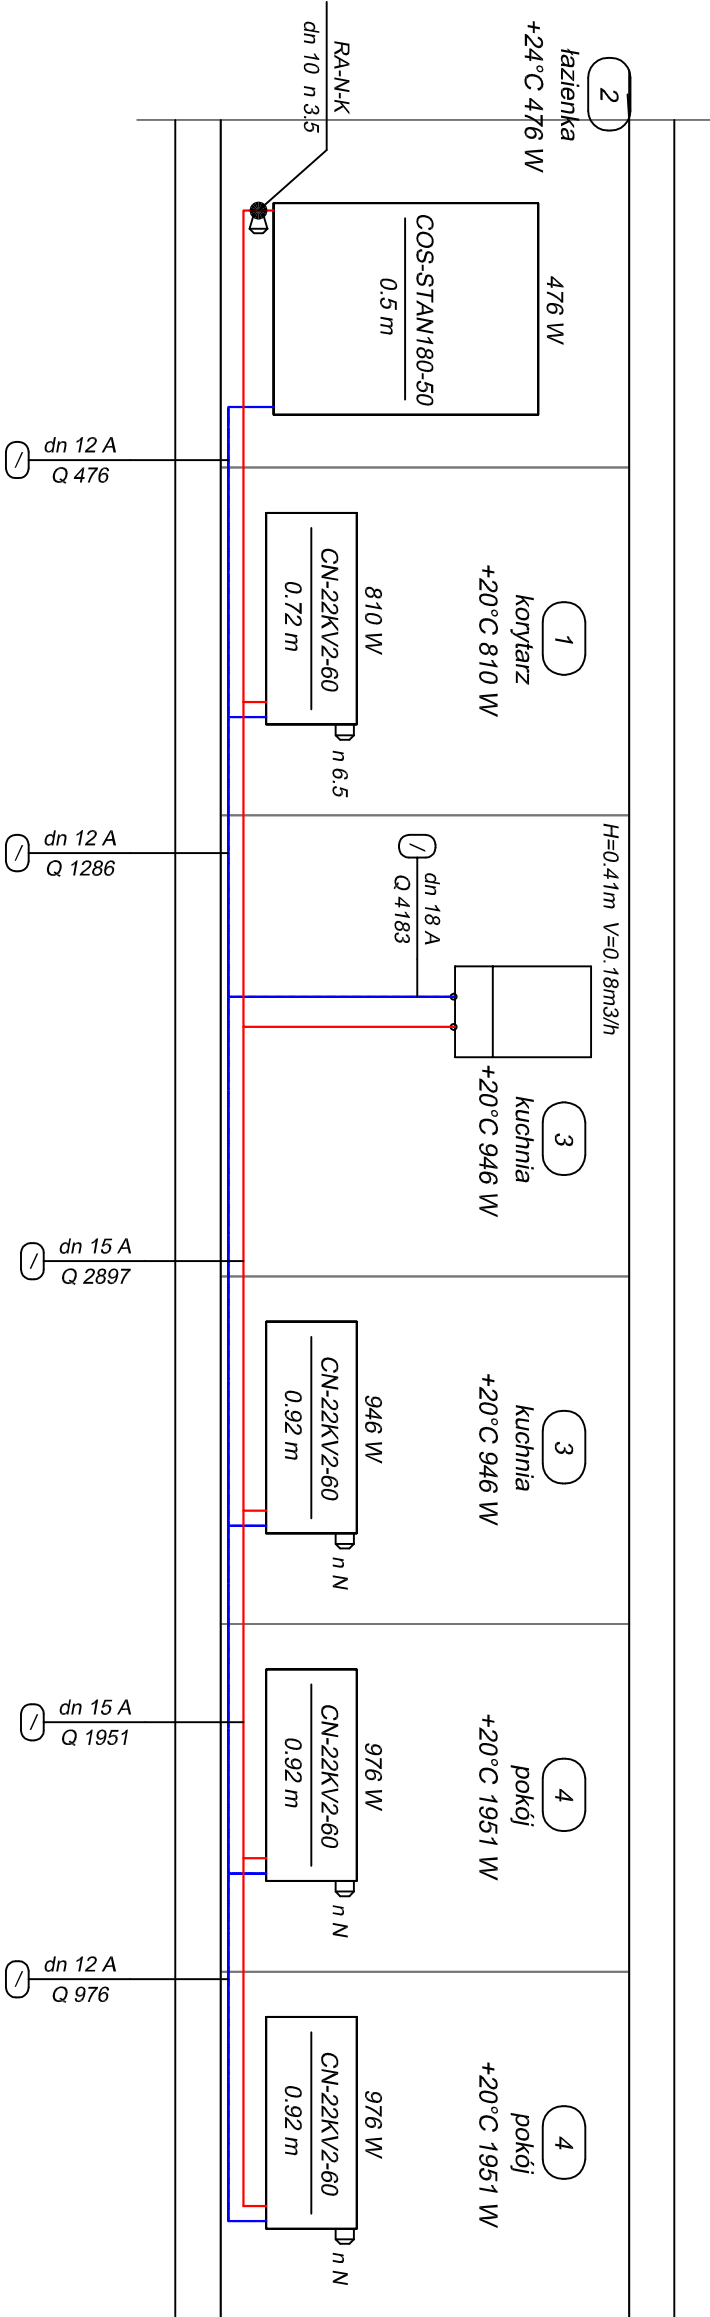 2
łazienka
+24°C 476 W
RA-N-K
dn 10 n 3.5
476 W
COS-STAN180-50
0.5 m
dn 12 A
Q 476
1
korytarz
+20°C 810 W
810 W
CN-22KV2-60
0.72 m
n 6.5
dn 12 A
Q 1286
H=0.41m V=0.18m3/h
dn 18 A
Q 4183
3
kuchnia
+20°C 946 W
dn 15 A
Q 2897
3
kuchnia
+20°C 946 W
946 W
CN-22KV2-60
0.92 m
n N
4
pokój
+20°C 1951 W
976 W
CN-22KV2-60
0.92 m
n N
dn 15 A
Q 1951
dn 12 A
Q 976
4
pokój
+20°C 1951 W
976 W
CN-22KV2-60
0.92 m
n N